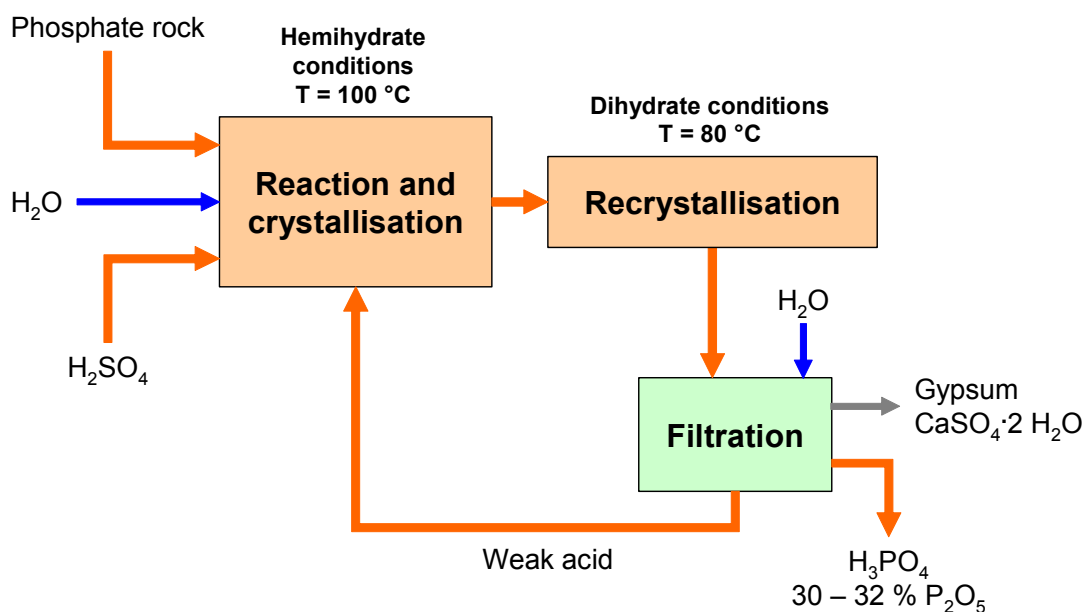 Phosphate rock
Hemihydrate
conditions
T = 100 °C
Dihydrate conditions
T = 80 °C
Reaction and
crystallisation
Recrystallisation
H₂O
H₂SO₄
H₂O
Filtration
Gypsum
CaSO₄·2 H₂O
Weak acid
H₃PO₄
30 – 32 % P₂O₅